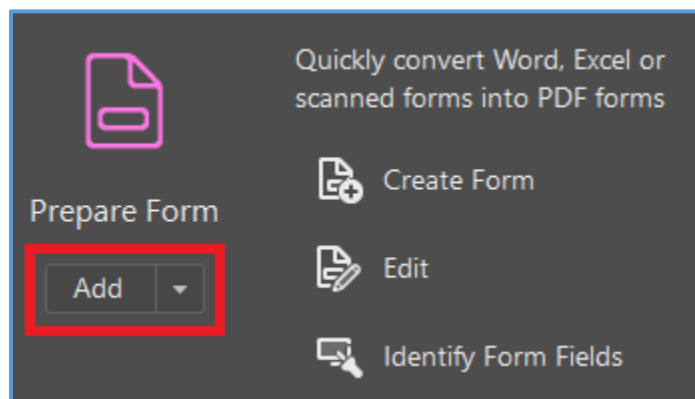 Prepare Form
Add
Quickly convert Word, Excel or
scanned forms into PDF forms
Create Form
Edit
Identify Form Fields